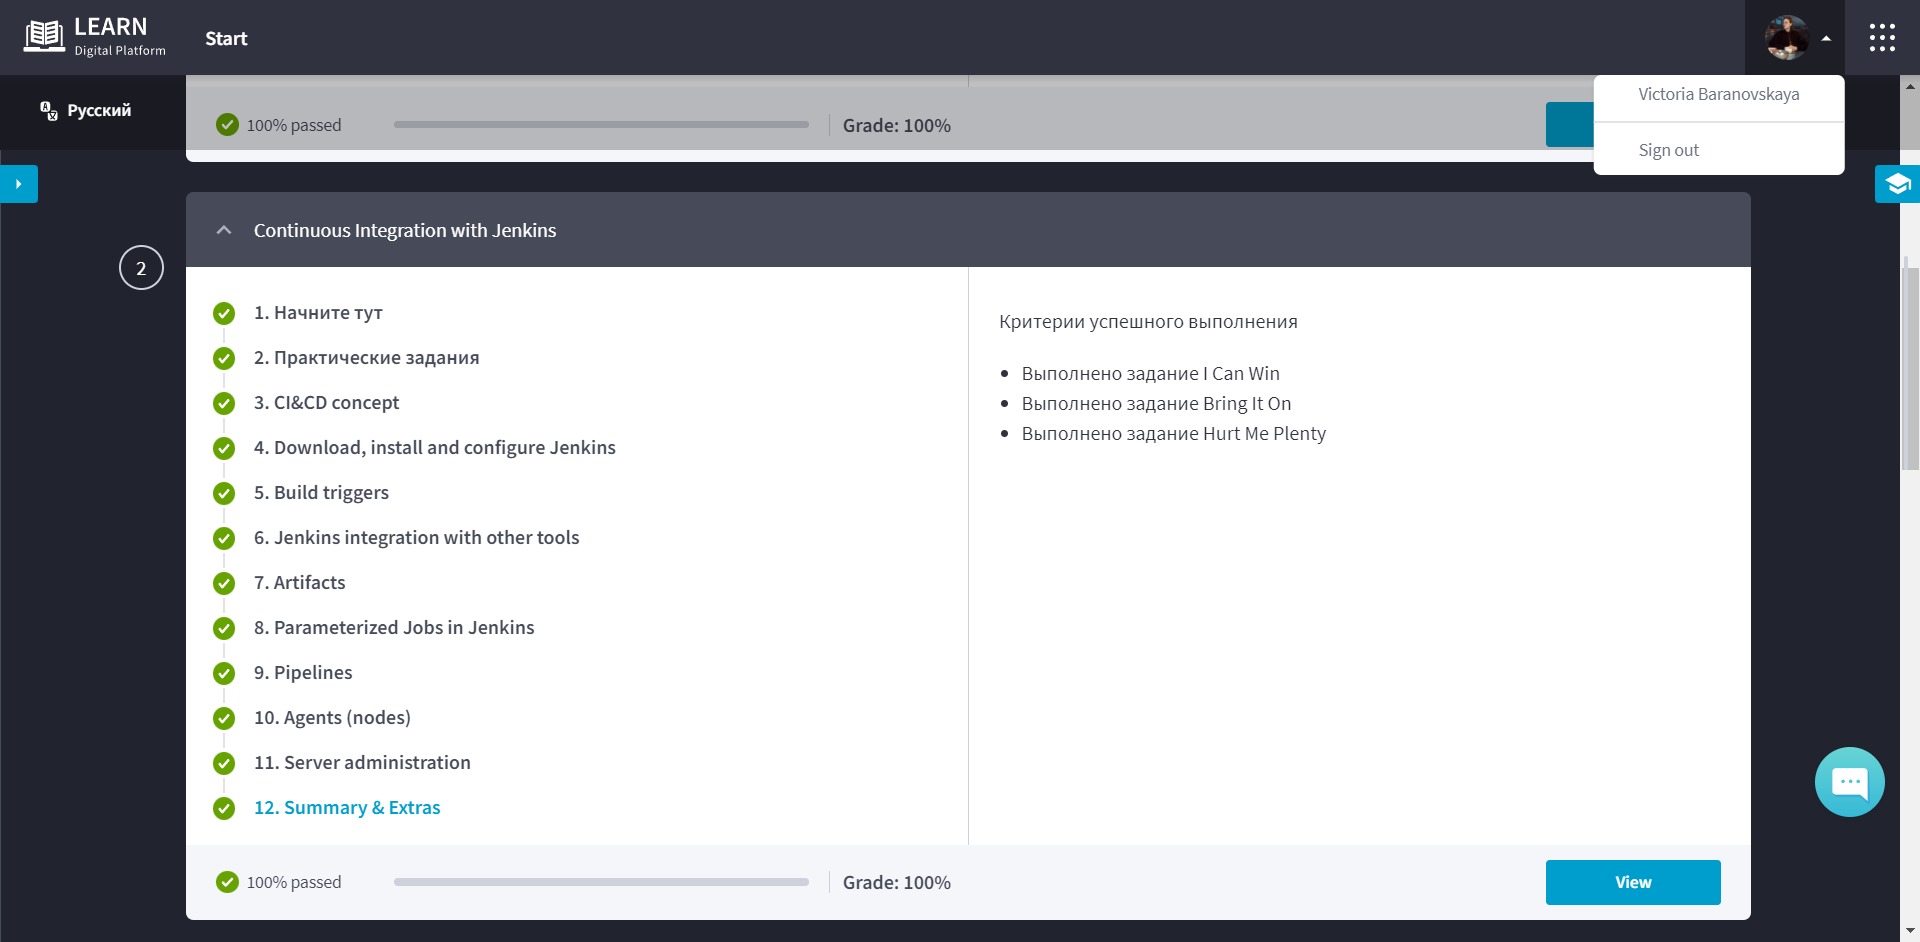 LEARN
Digital Platform
Start
Русский
Victoria Baranovskaya
Sign out
100% passed
Grade: 100%
2
Continuous Integration with Jenkins
1. Начните тут
2. Практические задания
3. CI&CD concept
4. Download, install and configure Jenkins
5. Build triggers
6. Jenkins integration with other tools
7. Artifacts
8. Parameterized Jobs in Jenkins
9. Pipelines
10. Agents (nodes)
11. Server administration
12. Summary & Extras
Критерии успешного выполнения
Выполнено задание I Can Win
Выполнено задание Bring It On
Выполнено задание Hurt Me Plenty
100% passed
Grade: 100%
View